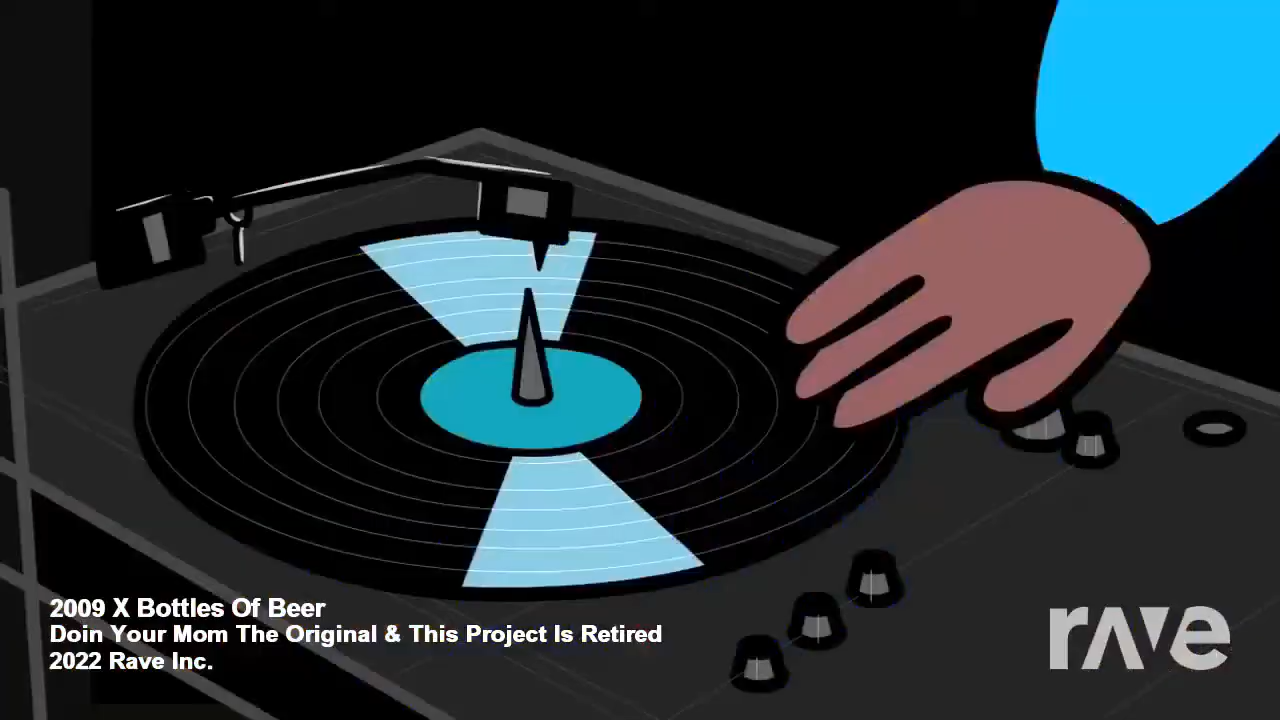 2009 X Bottles Of Beer
Doin Your Mom The Original & This Project Is Retired
2022 Rave Inc.
rave